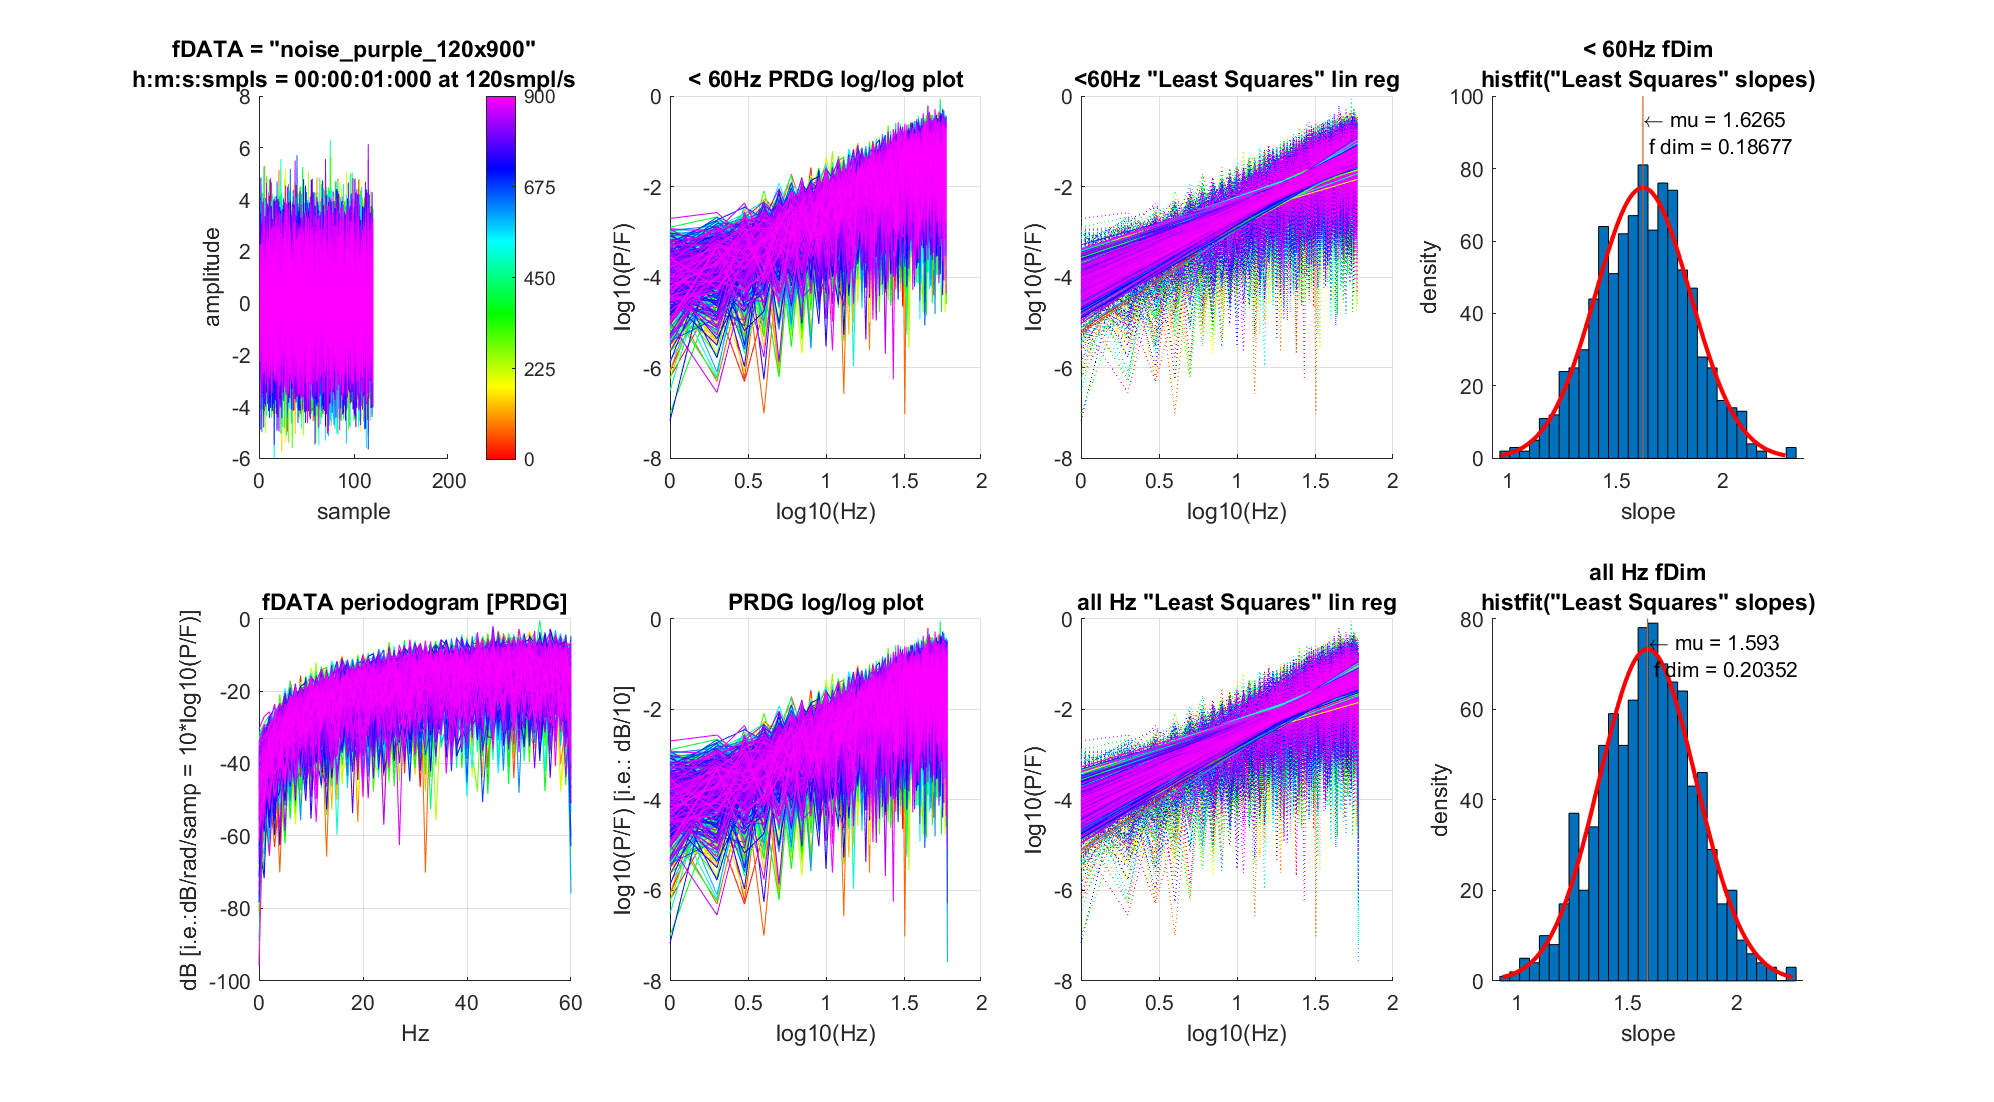 fDATA = "noise_purple_120x900"
h:m:s:smpls = 00:00:01:000 at 120smpl/s
8
6
4
2
0
-2
-4
-6
amplitude
0
100
200
sample
900
675
450
225
0
< 60Hz PRDG log/log plot
0
-2
-4
-6
-8
log10(P/F)
0
0.5
1
1.5
2
log10(Hz)
<60Hz "Least Squares" lin reg
0
-2
-4
-6
-8
log10(P/F)
0
0.5
1
1.5
2
log10(Hz)
< 60Hz fDim
histfit("Least Squares" slopes)
100
80
60
40
20
0
density
← mu = 1.6265
f dim = 0.18677
1
1.5
2
slope
fDATA periodogram [PRDG]
0
-20
-40
-60
-80
-100
dB [i.e.:dB/rad/samp = 10*log10(P/F)]
0
20
40
60
Hz
PRDG log/log plot
0
-2
-4
-6
-8
log10(P/F) [i.e.: dB/10]
0
0.5
1
1.5
2
log10(Hz)
all Hz "Least Squares" lin reg
0
-2
-4
-6
-8
log10(P/F)
0
0.5
1
1.5
2
log10(Hz)
all Hz fDim
histfit("Least Squares" slopes)
80
60
40
20
0
density
← mu = 1.593
f dim = 0.20352
1
1.5
2
slope